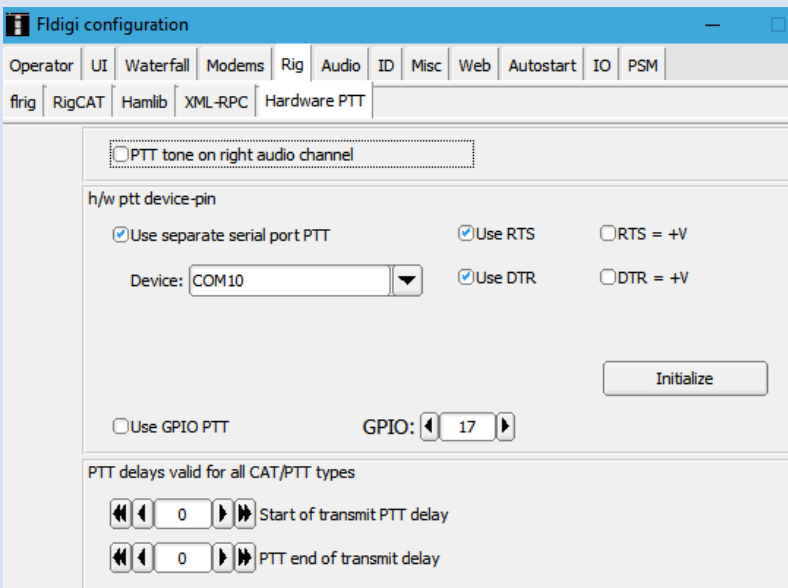 Fldigi configuration
Operator UI Waterfall Modems Rig Audio ID Misc Web Autostart IO PSM
flrig RigCAT Hamlib XML-RPC Hardware PTT
PTT tone on right audio channel
h/w ptt device-pin
Use separate serial port PTT Use RTS RTS = +V
Device: COM10 Use DTR DTR = +V
Initialize
Use GPIO PTT GPIO: 17
PTT delays valid for all CAT/PTT types
0 Start of transmit PTT delay
0 PTT end of transmit delay